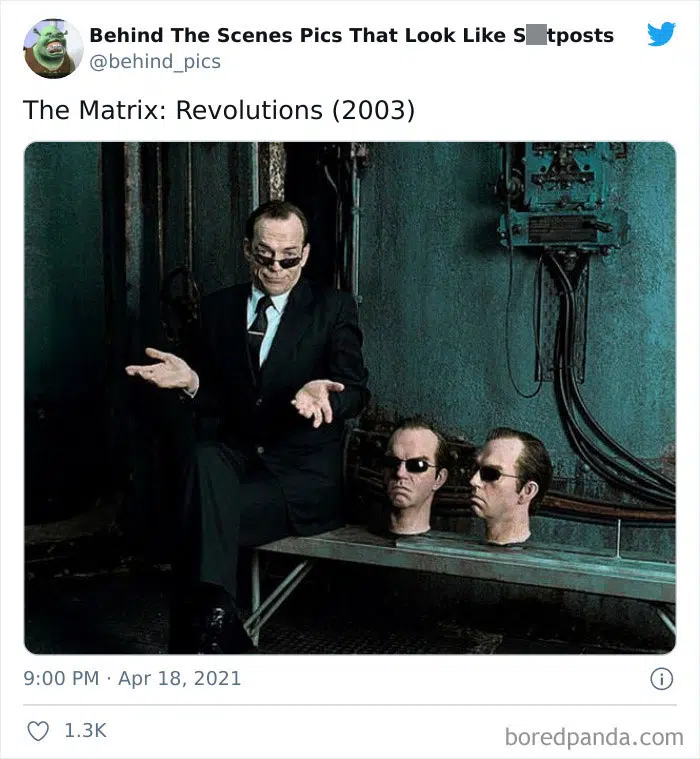 Behind The Scenes Pics That Look Like S tposts
@behind_pics
The Matrix: Revolutions (2003)
9:00 PM · Apr 18, 2021
1.3K
boredpanda.com